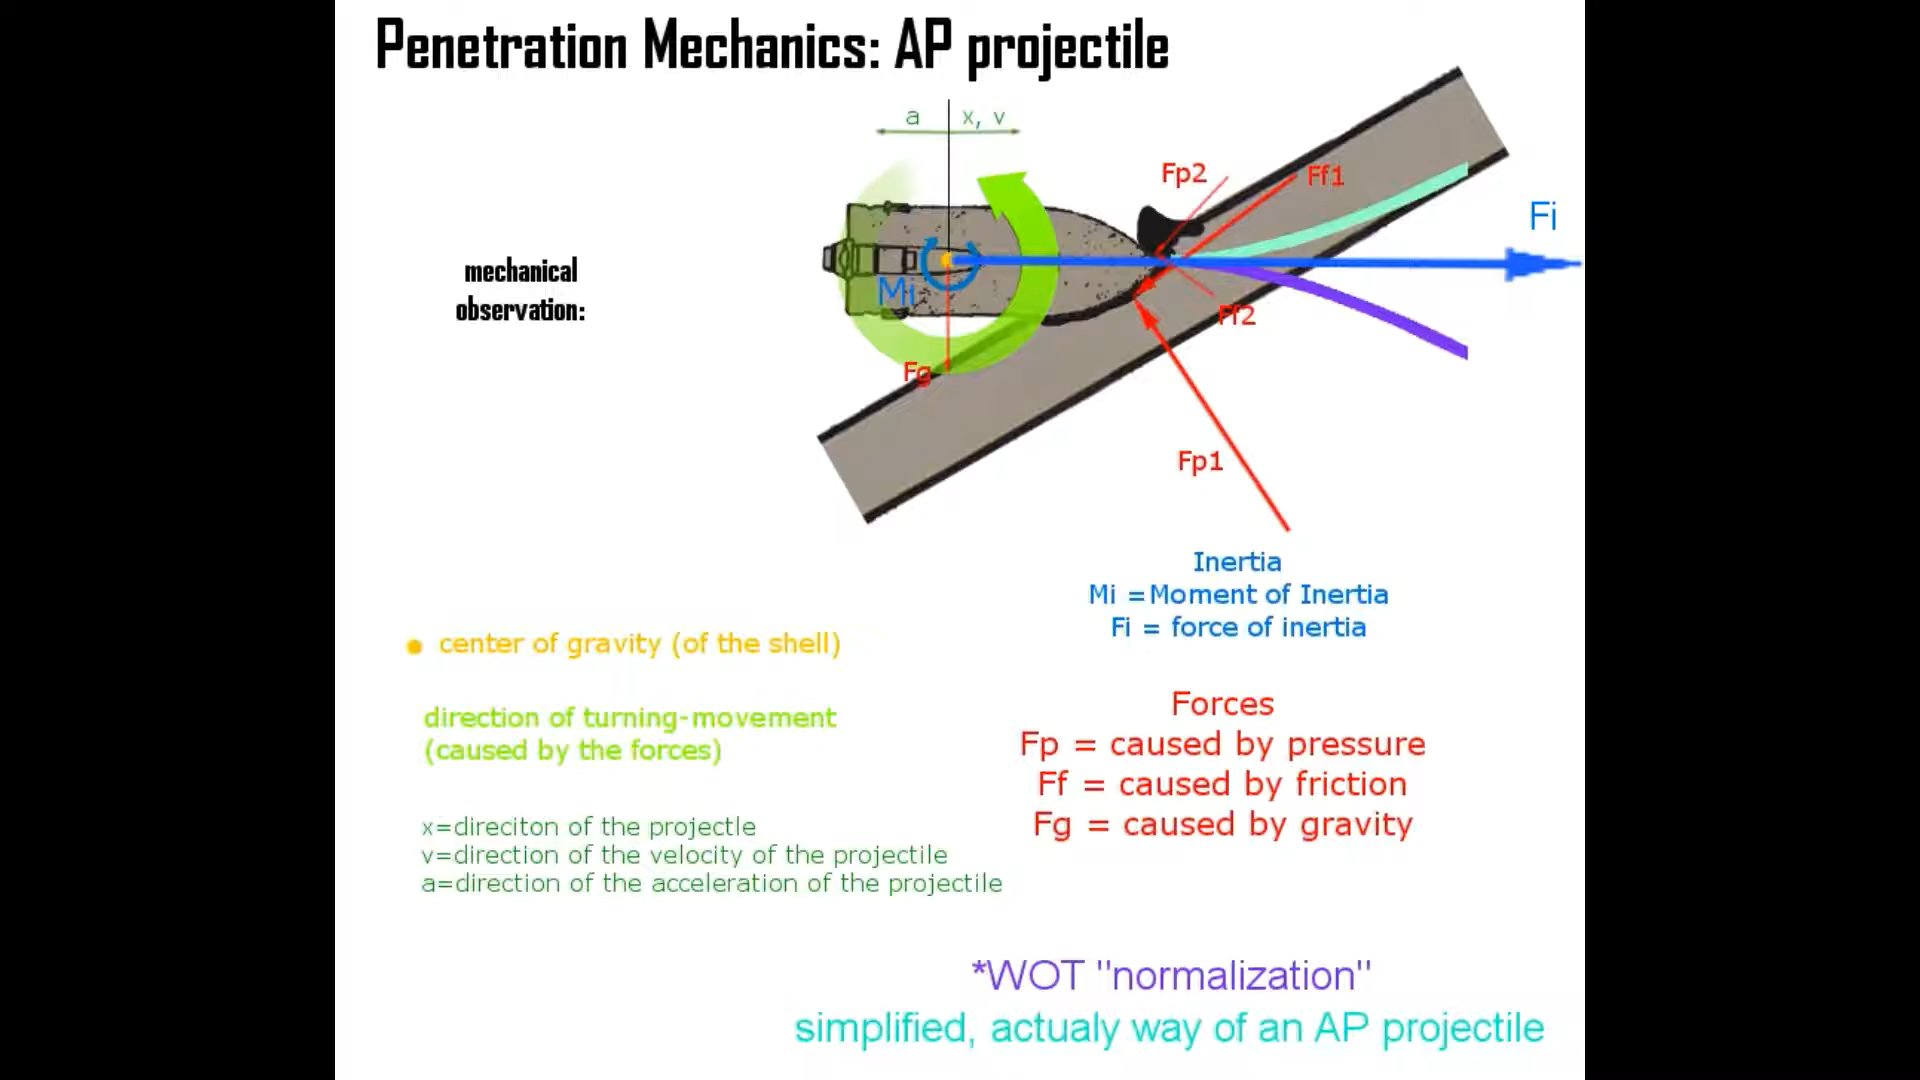 Penetration Mechanics: AP projectile
a
x, v
Fp2
Ff1
Fi
mechanical
observation:
Mi
Ff2
Fg
Fp1
Inertia
Mi =Moment of Inertia
Fi = force of inertia
center of gravity (of the shell)
direction of turning-movement
(caused by the forces)
Forces
Fp = caused by pressure
Ff = caused by friction
Fg = caused by gravity
x=direciton of the projectle
v=direction of the velocity of the projectile
a=direction of the acceleration of the projectile
*WOT "normalization"
simplified, actualy way of an AP projectile